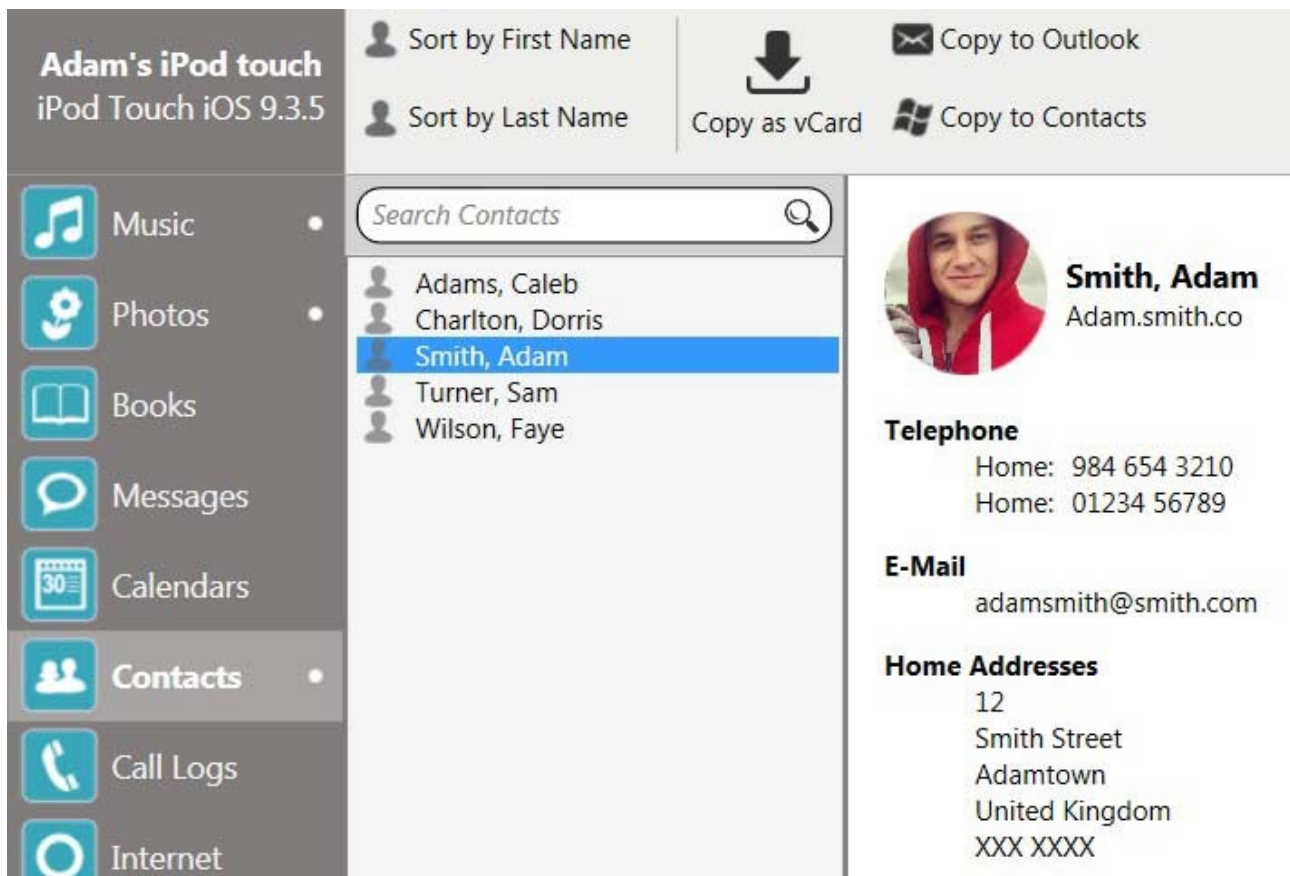 Adam's iPod touch
iPod Touch iOS 9.3.5
Sort by First Name
Sort by Last Name
Copy as vCard
Copy to Outlook
Copy to Contacts
Music
Photos
Books
Messages
30
Calendars
Contacts
Call Logs
Internet
Search Contacts
Adams, Caleb
Charlton, Dorris
Smith, Adam
Turner, Sam
Wilson, Faye
Smith, Adam
Adam.smith.co
Telephone
Home: 984 654 3210
Home: 01234 56789
E-Mail
adamsmith@smith.com
Home Addresses
12
Smith Street
Adamtown
United Kingdom
XXX XXXX